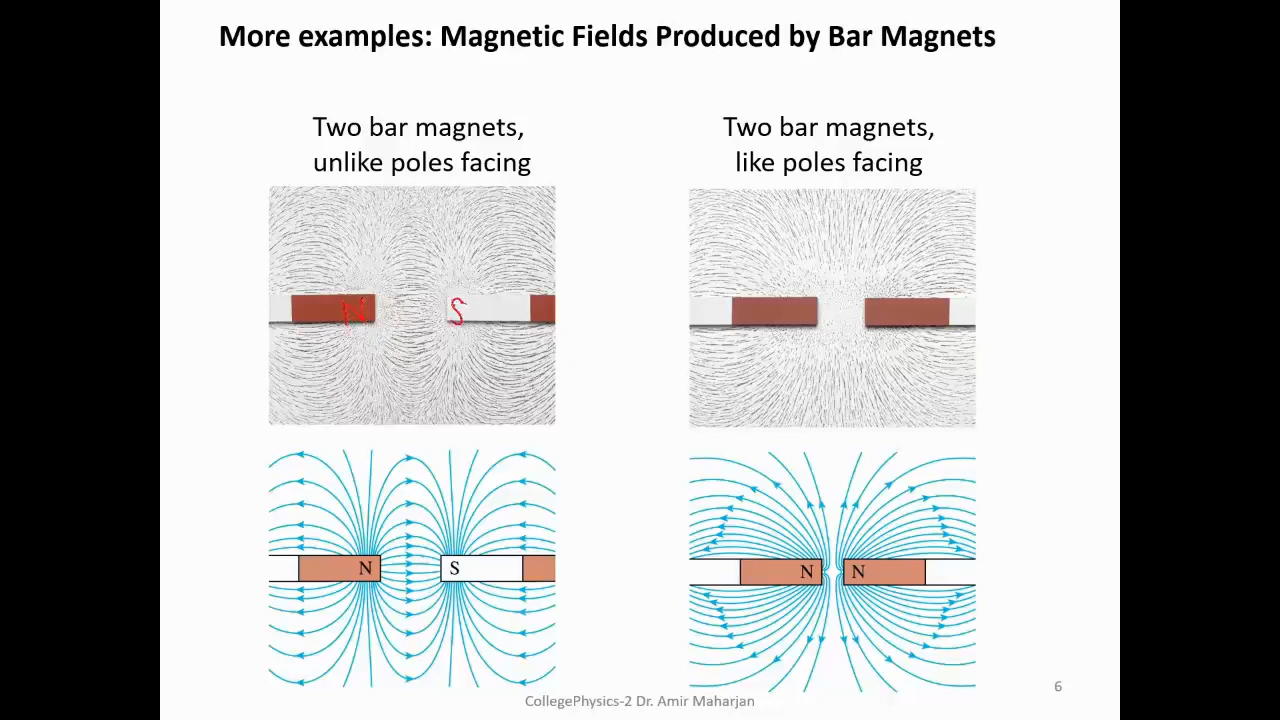 More examples: Magnetic Fields Produced by Bar Magnets
Two bar magnets,
unlike poles facing
Two bar magnets,
like poles facing
N S
N S
N N
CollegePhysics-2 Dr. Amir Maharjan
6